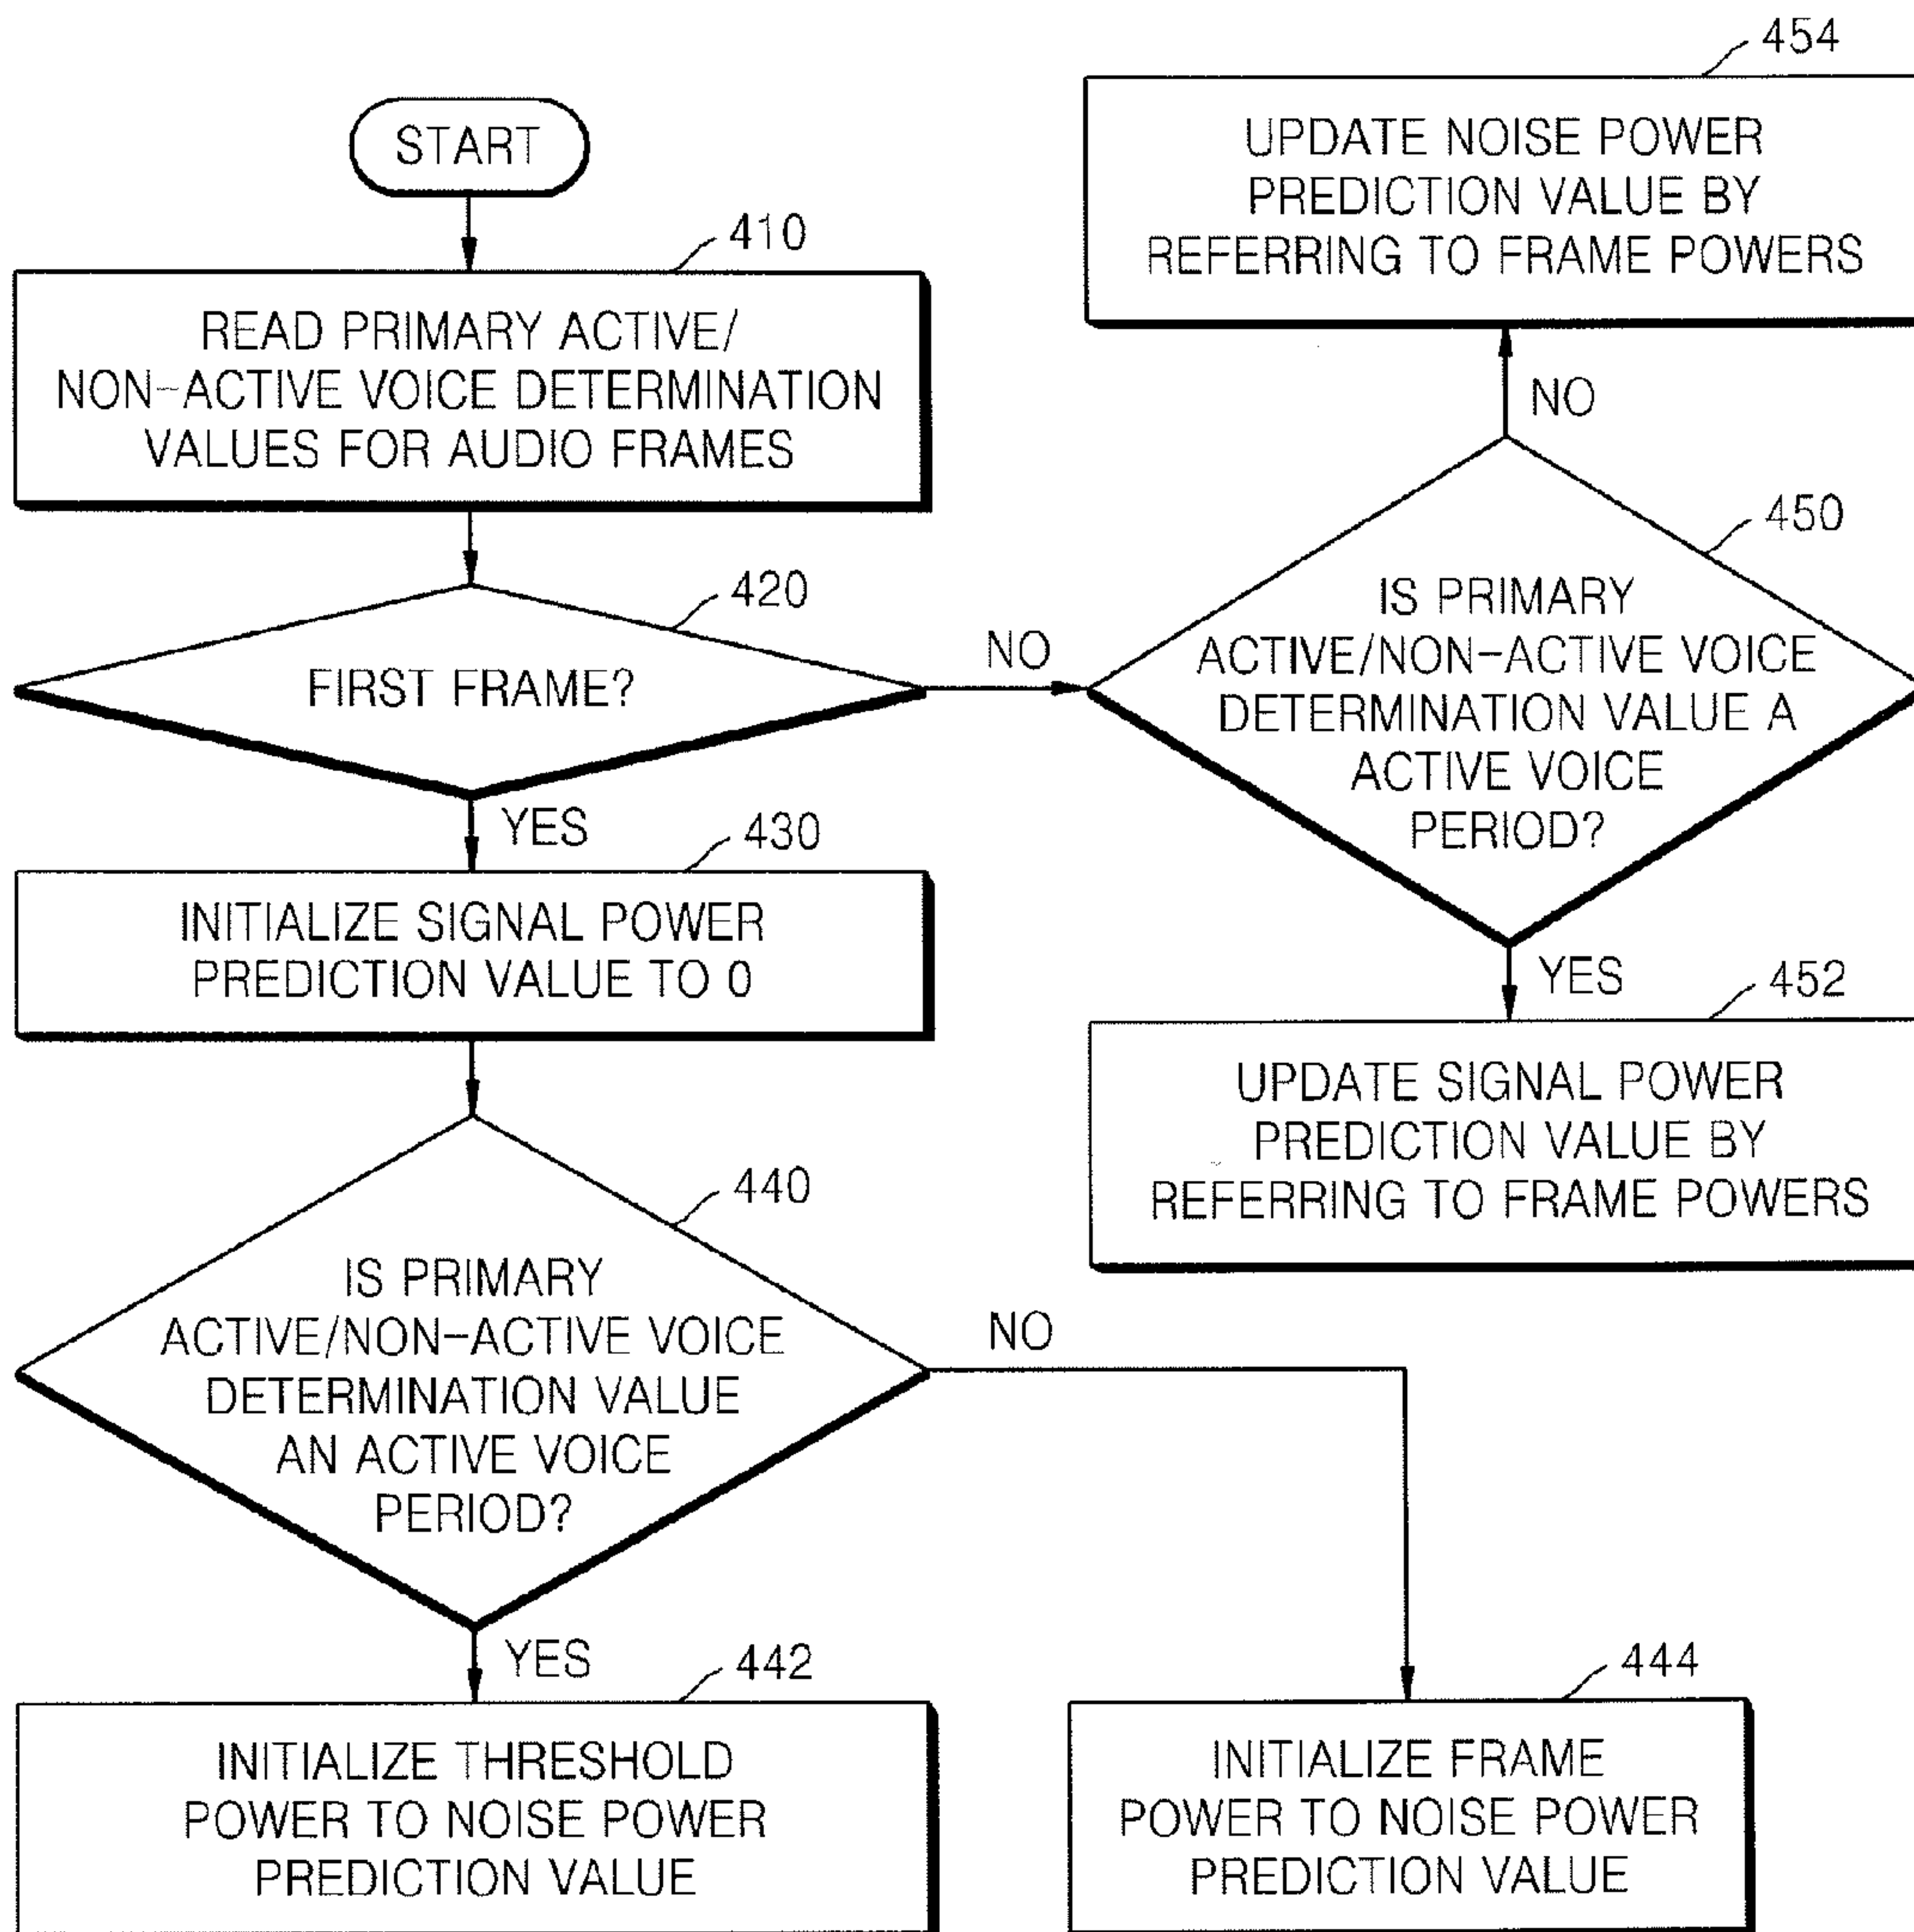 START
410
READ PRIMARY ACTIVE/
NON-ACTIVE VOICE DETERMINATION
VALUES FOR AUDIO FRAMES
420
FIRST FRAME?
NO
YES
430
INITIALIZE SIGNAL POWER
PREDICTION VALUE TO 0
440
IS PRIMARY
ACTIVE/NON-ACTIVE VOICE
DETERMINATION VALUE
AN ACTIVE VOICE
PERIOD?
NO
YES
442
INITIALIZE THRESHOLD
POWER TO NOISE POWER
PREDICTION VALUE
444
INITIALIZE FRAME
POWER TO NOISE POWER
PREDICTION VALUE
454
UPDATE NOISE POWER
PREDICTION VALUE BY
REFERRING TO FRAME POWERS
NO
450
IS PRIMARY
ACTIVE/NON-ACTIVE VOICE
DETERMINATION VALUE A
ACTIVE VOICE
PERIOD?
YES
452
UPDATE SIGNAL POWER
PREDICTION VALUE BY
REFERRING TO FRAME POWERS